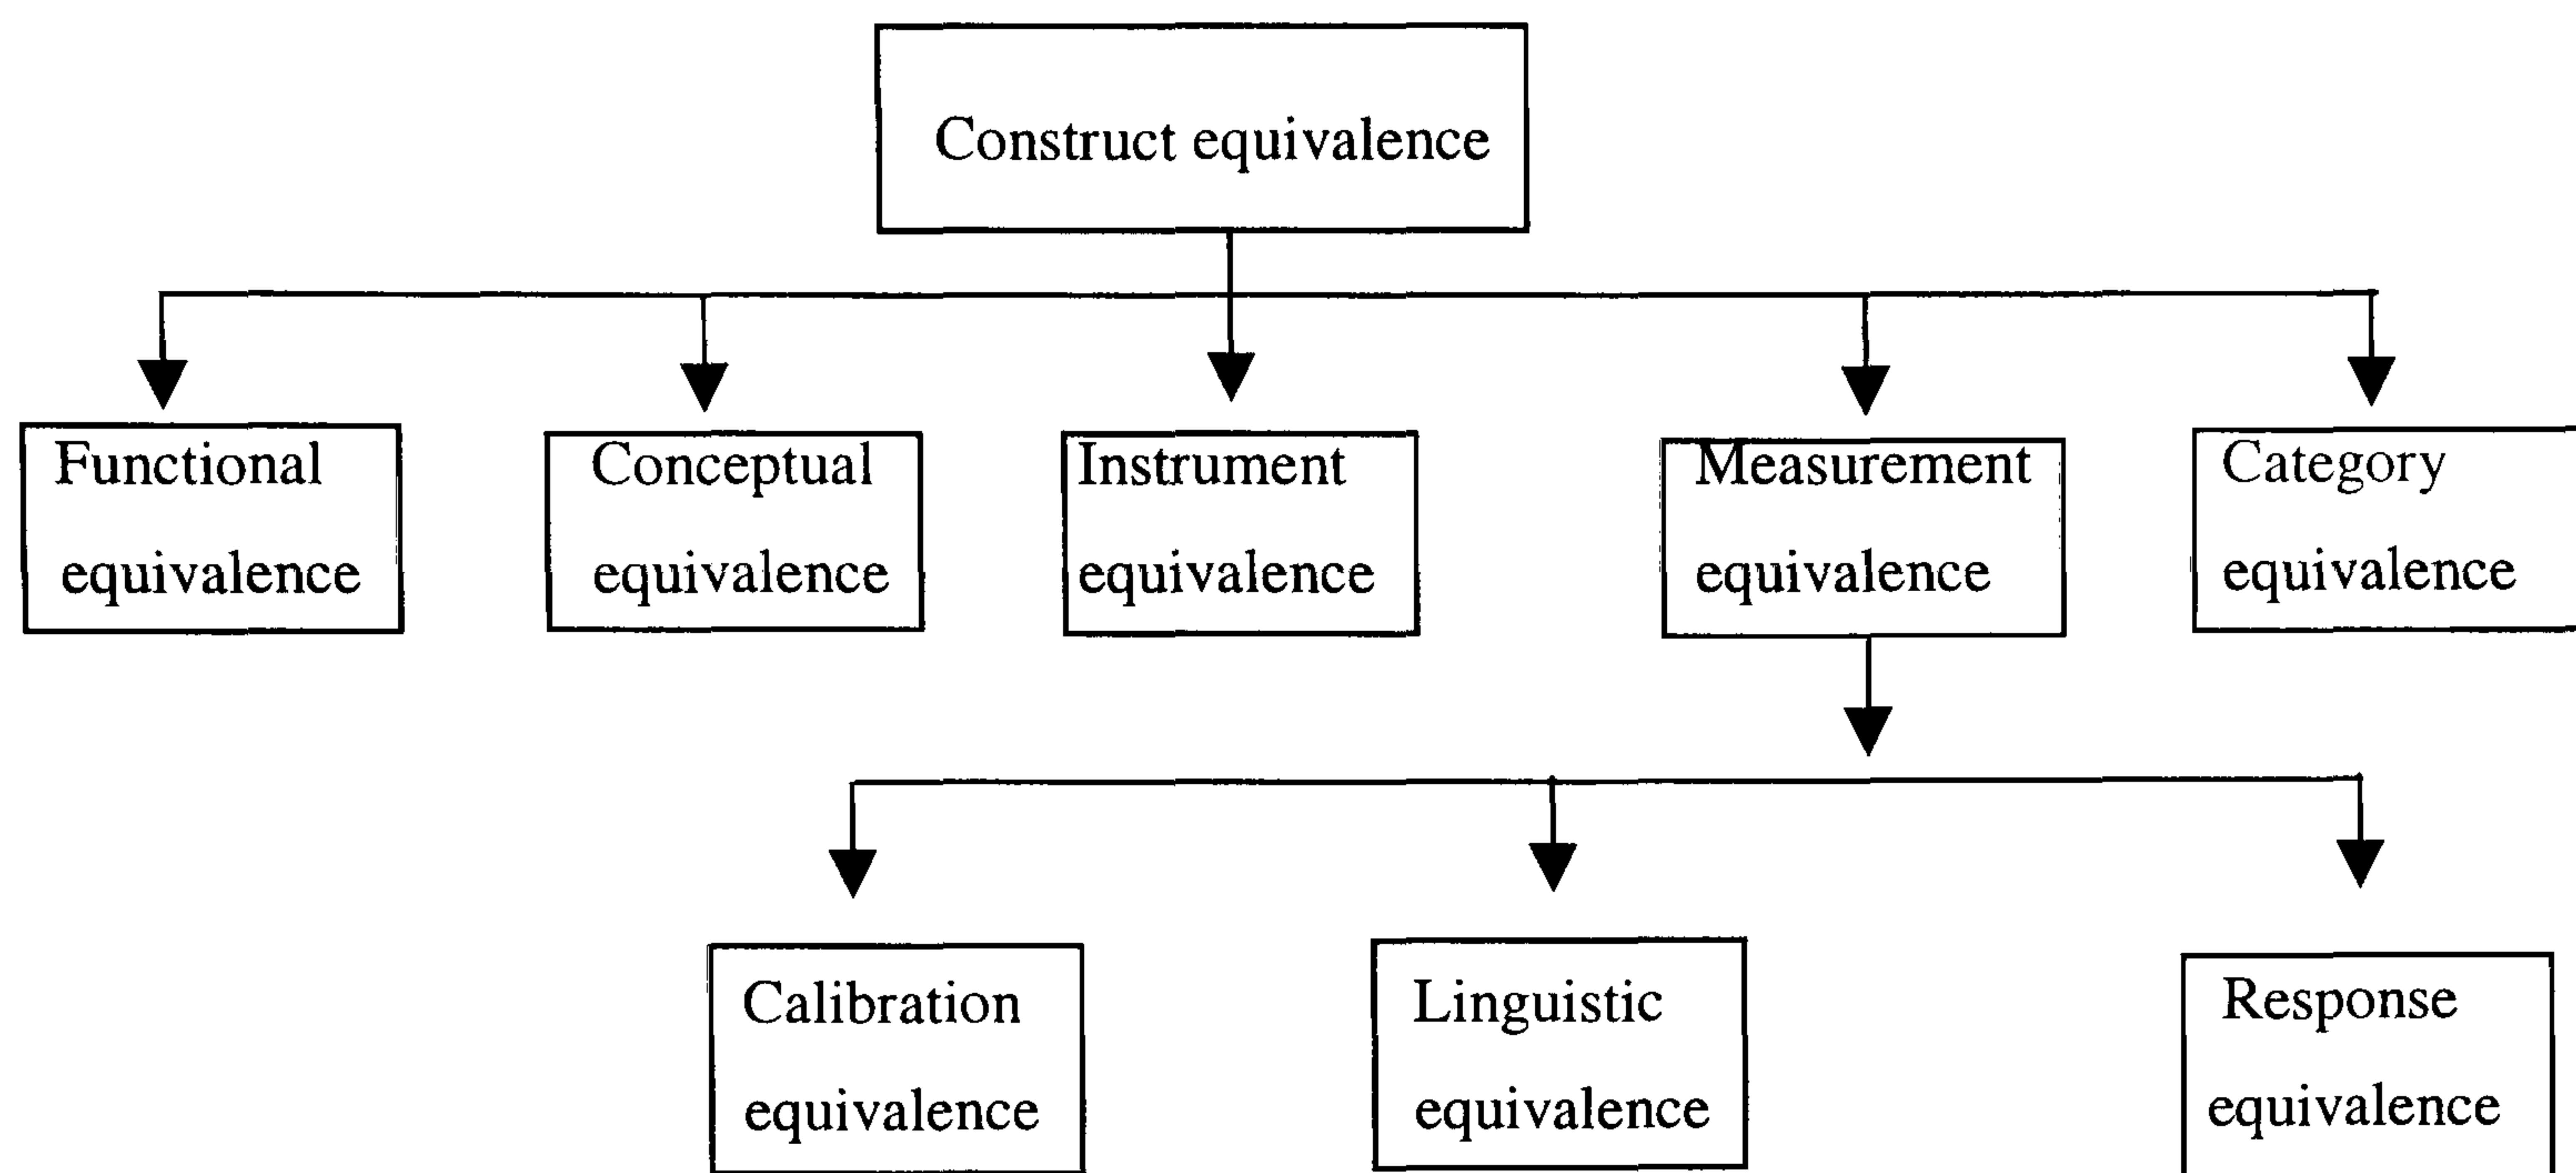 Construct equivalence
Functional
equivalence
Conceptual
equivalence
Instrument
equivalence
Measurement
equivalence
Category
equivalence
Calibration
equivalence
Linguistic
equivalence
Response
equivalence